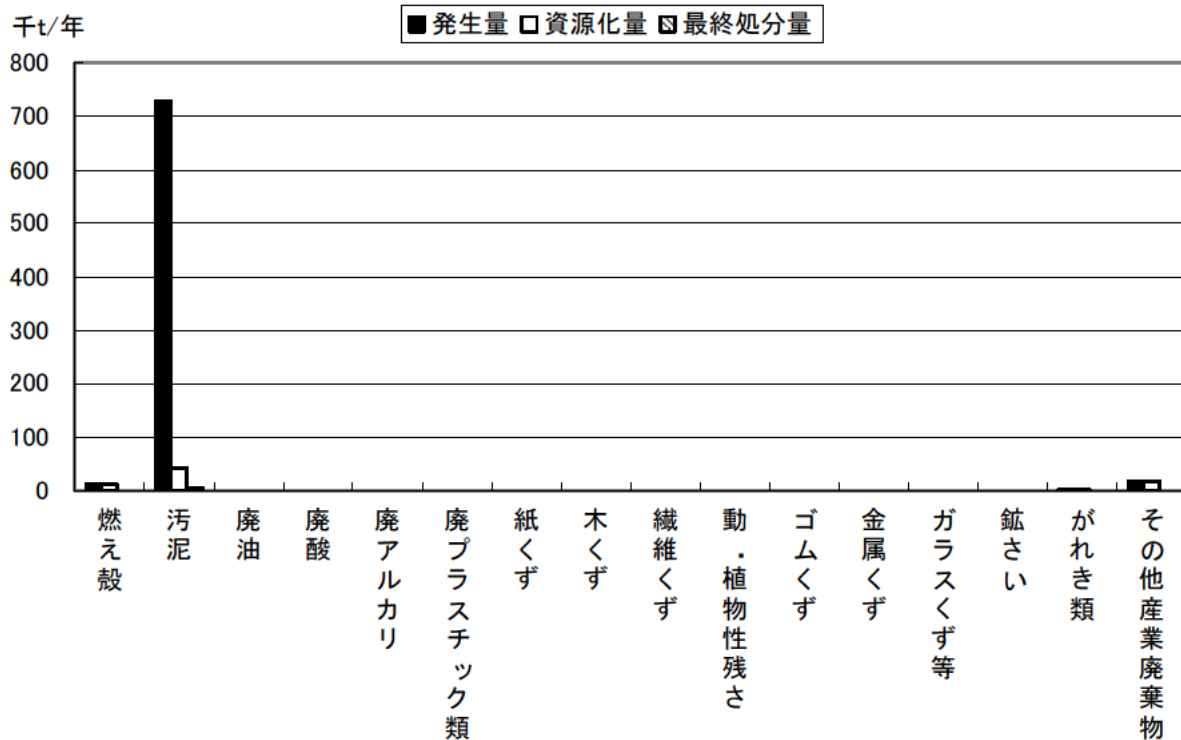 千t/年
■発生量 □資源化量 ▧最終処分量
800
700
600
500
400
300
200
100
0
燃え殻
汚泥
廃油
廃酸
廃アルカリ
廃プラスチック類
紙くず
木くず
繊維くず
動・植物性残さ
ゴムくず
金属くず
ガラスくず等
鉱さい
がれき類
その他産業廃棄物